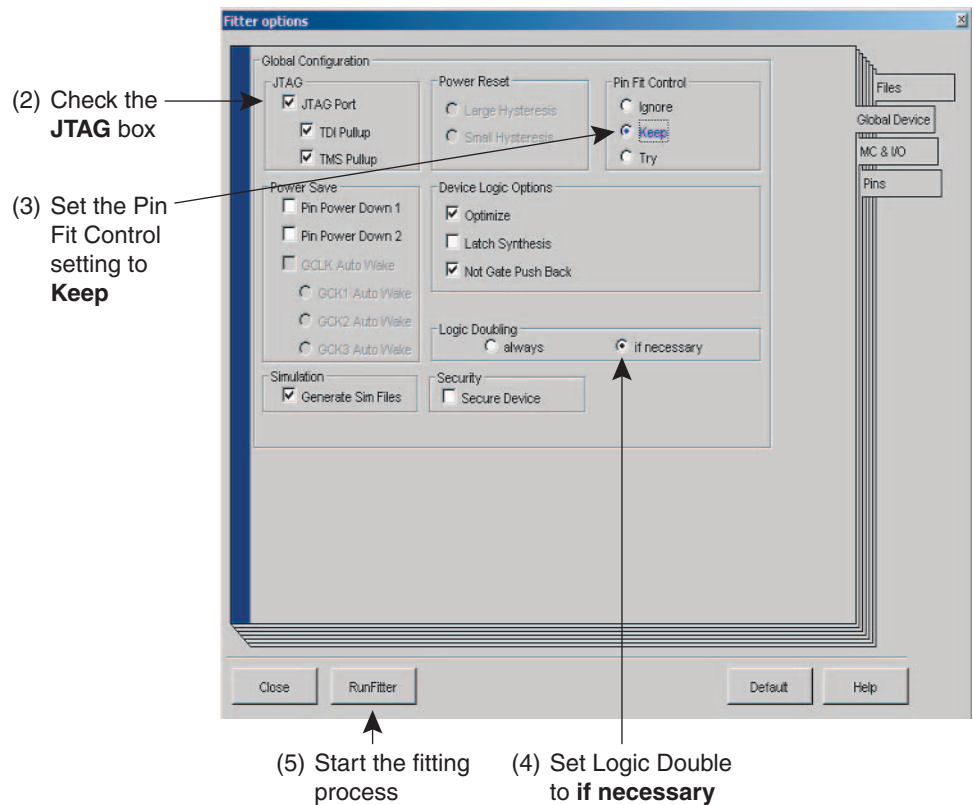 Fitter options
Global Configuration
JTAG
JTAG Port
TDI Pullup
TMS Pullup
Power Reset
Large Hysteresis
Small Hysteresis
Pin Fit Control
Ignore
Keep
Try
Files
Global Device
MC & I/O
Pins
(2) Check the
JTAG box
(3) Set the Pin
Fit Control
setting to
Keep
Power Save
Pin Power Down 1
Pin Power Down 2
GCLK Auto Wake
GCK1 Auto Wake
GCK2 Auto Wake
GCK3 Auto Wake
Device Logic Options
Optimize
Latch Synthesis
Not Gate Push Back
Logic Doubling
always
if necessary
Simulation
Generate Sim Files
Security
Secure Device
Close
RunFitter
Default
Help
(5) Start the fitting
process
(4) Set Logic Double
to if necessary